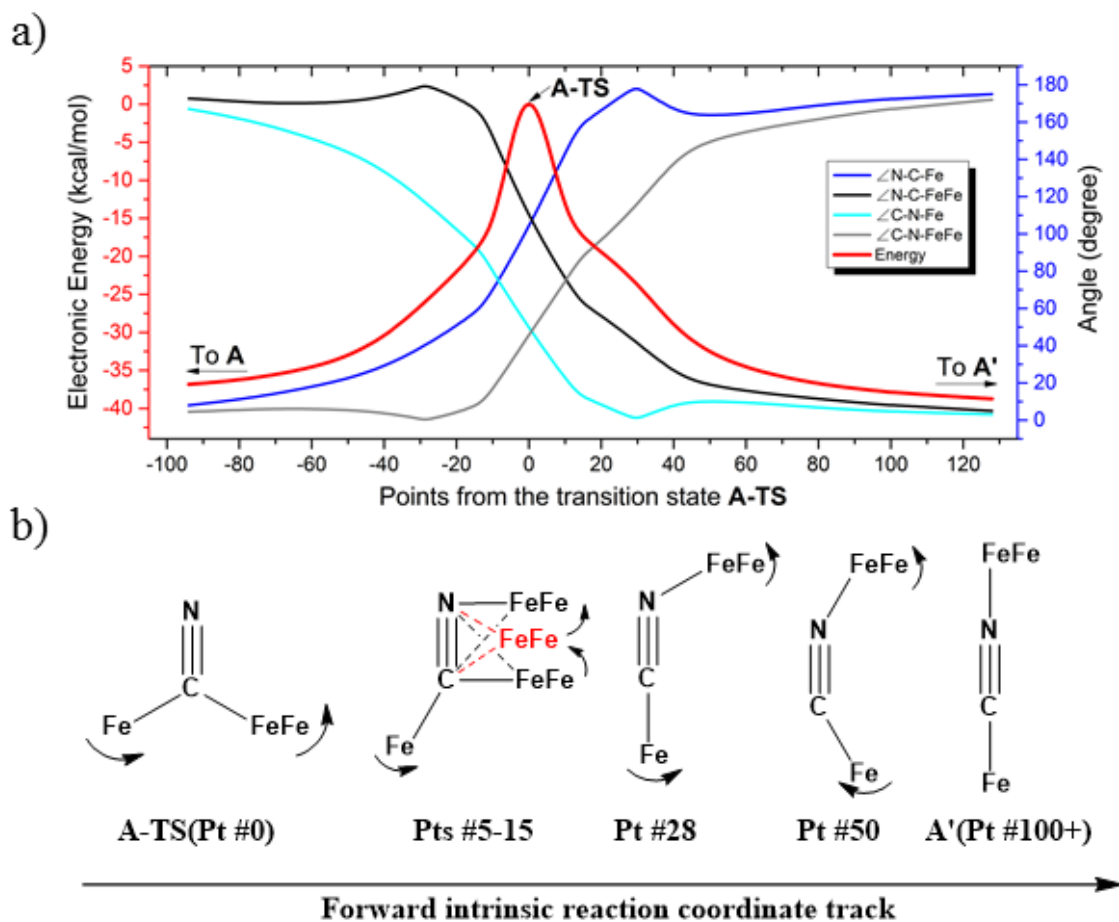 a)
A-TS
5
0
-5
-10
-15
-20
-25
-30
-35
-40
Electronic Energy (kcal/mol)
180
160
140
120
100
80
60
40
20
0
Angle (degree)
∠N-C-Fe
∠N-C-FeFe
∠C-N-Fe
∠C-N-FeFe
Energy
To A
To A'
-100 -80 -60 -40 -20 0 20 40 60 80 100 120
Points from the transition state A-TS
b)
N
C
Fe FeFe
N FeFe
FeFe
C FeFe
Fe
FeFe
N
C
Fe
FeFe
N
C
Fe
FeFe
N
C
Fe
A-TS(Pt #0) Pts #5-15 Pt #28 Pt #50 A'(Pt #100+)
Forward intrinsic reaction coordinate track